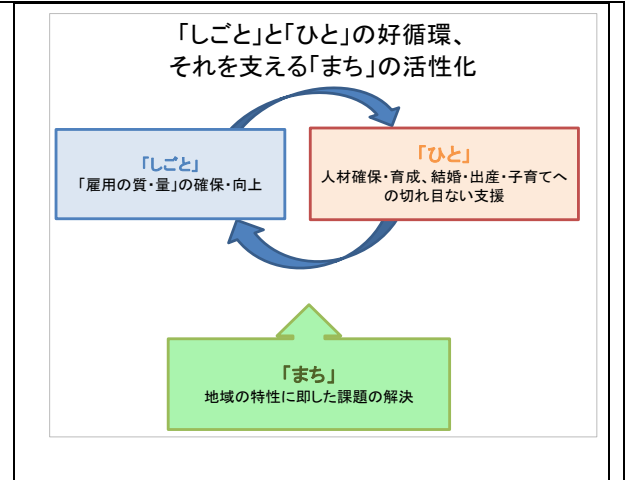 「しごと」と「ひと」の好循環、
それを支える「まち」の活性化
「しごと」
「雇用の質・量」の確保・向上
「ひと」
人材確保・育成、結婚・出産・子育てへ
の切れ目ない支援
「まち」
地域の特性に即した課題の解決